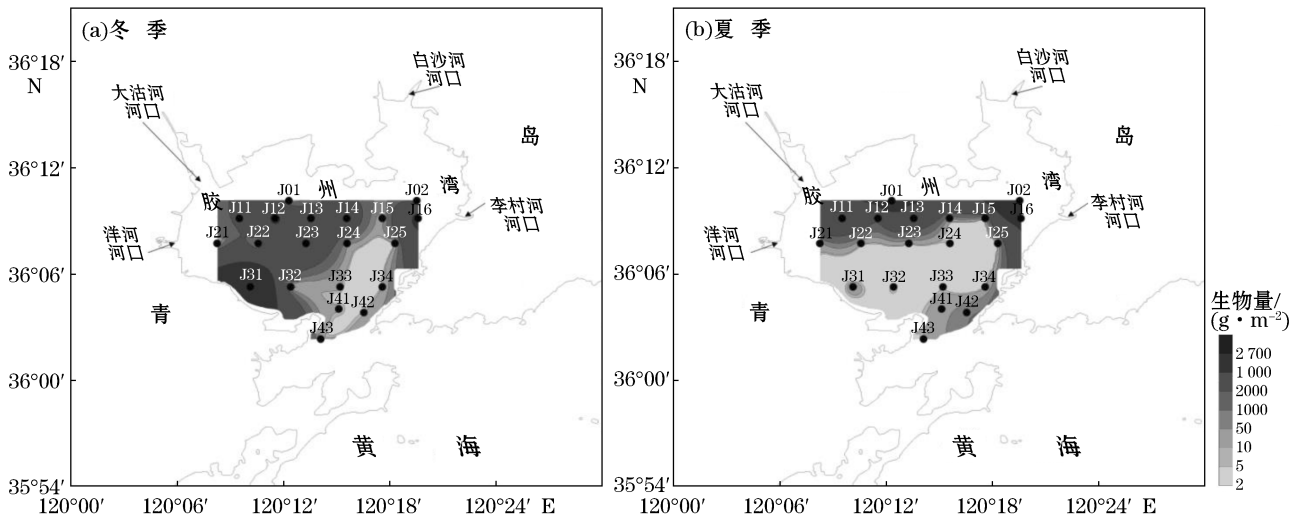 (a)冬 季
36°18′
N
36°12′
36°06′
36°00′
35°54′
120°00′
120°06′
120°12′
120°18′
120°24′ E
白沙河
河口
大沽河
河口
李村河
河口
洋河
河口
青
岛
胶
州
湾
黄
海
J01
J02
J11
J12
J13
J14
J15
J16
J21
J22
J23
J24
J25
J31
J32
J33
J34
J41
J42
J43
(b)夏 季
36°18′
N
36°12′
36°06′
36°00′
35°54′
120°00′
120°06′
120°12′
120°18′
120°24′ E
白沙河
河口
大沽河
河口
李村河
河口
洋河
河口
青
岛
胶
州
湾
黄
海
J01
J02
J11
J12
J13
J14
J15
J16
J21
J22
J23
J24
J25
J31
J32
J33
J34
J41
J42
J43
生物量/
(g·m⁻²)
2 700
1 000
2000
1000
50
10
5
2